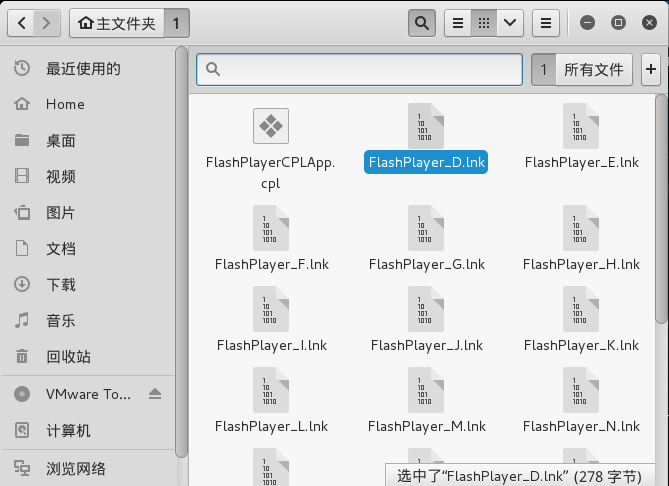 主文件夹
1
最近使用的
Home
桌面
视频
图片
文档
下载
音乐
回收站
VMware To...
计算机
浏览网络
1
所有文件
FlashPlayerCPLApp.
cpl
FlashPlayer_D.lnk
FlashPlayer_E.lnk
FlashPlayer_F.lnk
FlashPlayer_G.lnk
FlashPlayer_H.lnk
FlashPlayer_I.lnk
FlashPlayer_J.lnk
FlashPlayer_K.lnk
FlashPlayer_L.lnk
FlashPlayer_M.lnk
FlashPlayer_N.lnk
选中了“FlashPlayer_D.lnk” (278 字节)